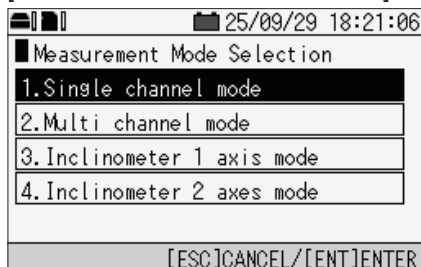 25/09/29 18:21:06
Measurement Mode Selection
1.Single channel mode
2.Multi channel mode
3.Inclinometer 1 axis mode
4.Inclinometer 2 axes mode
[ESC]CANCEL/[ENT]ENTER